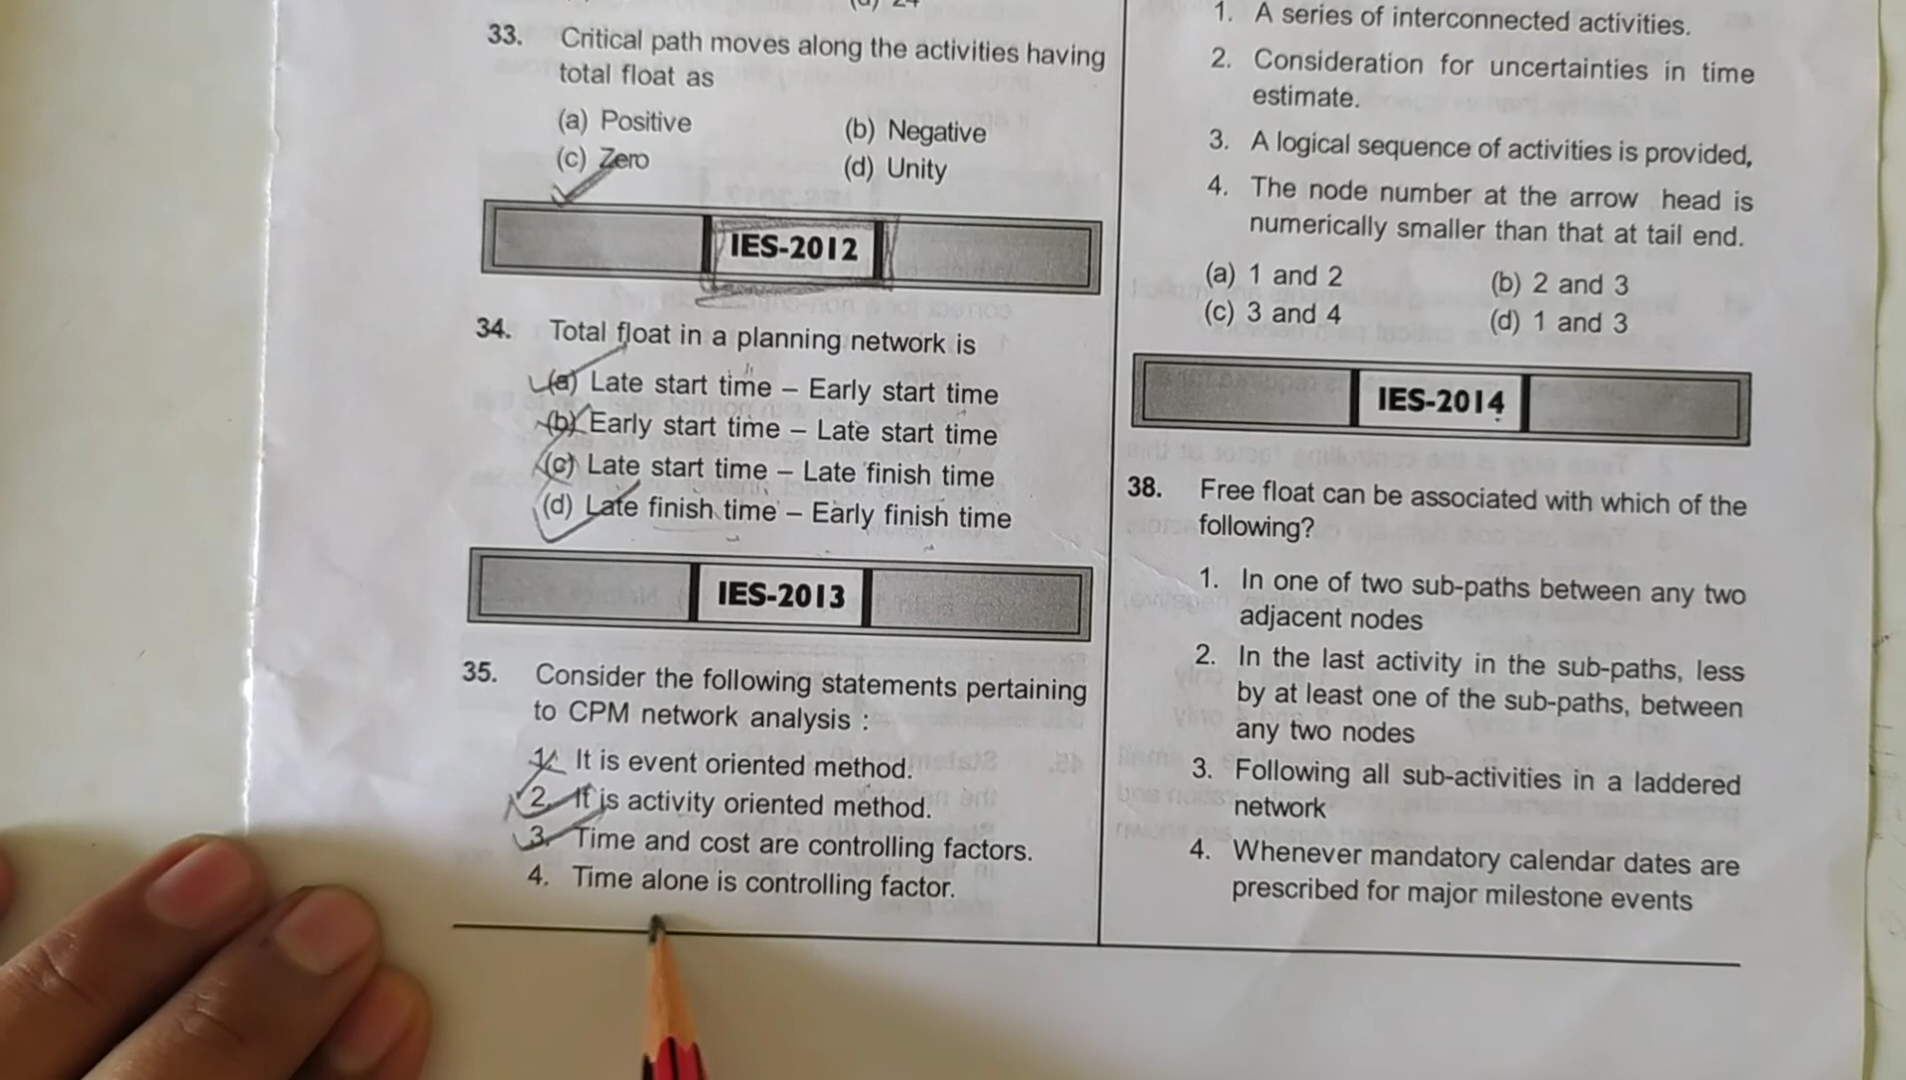 33. Critical path moves along the activities having
total float as
(a) Positive (b) Negative
(c) Zero (d) Unity
IES-2012
34. Total float in a planning network is
(a) Late start time – Early start time
(b) Early start time – Late start time
(c) Late start time – Late finish time
(d) Late finish time – Early finish time
IES-2013
35. Consider the following statements pertaining
to CPM network analysis :
1. It is event oriented method.
2. It is activity oriented method.
3. Time and cost are controlling factors.
4. Time alone is controlling factor.
1. A series of interconnected activities.
2. Consideration for uncertainties in time
estimate.
3. A logical sequence of activities is provided,
4. The node number at the arrow head is
numerically smaller than that at tail end.
(a) 1 and 2 (b) 2 and 3
(c) 3 and 4 (d) 1 and 3
IES-2014
38. Free float can be associated with which of the
following?
1. In one of two sub-paths between any two
adjacent nodes
2. In the last activity in the sub-paths, less
by at least one of the sub-paths, between
any two nodes
3. Following all sub-activities in a laddered
network
4. Whenever mandatory calendar dates are
prescribed for major milestone events